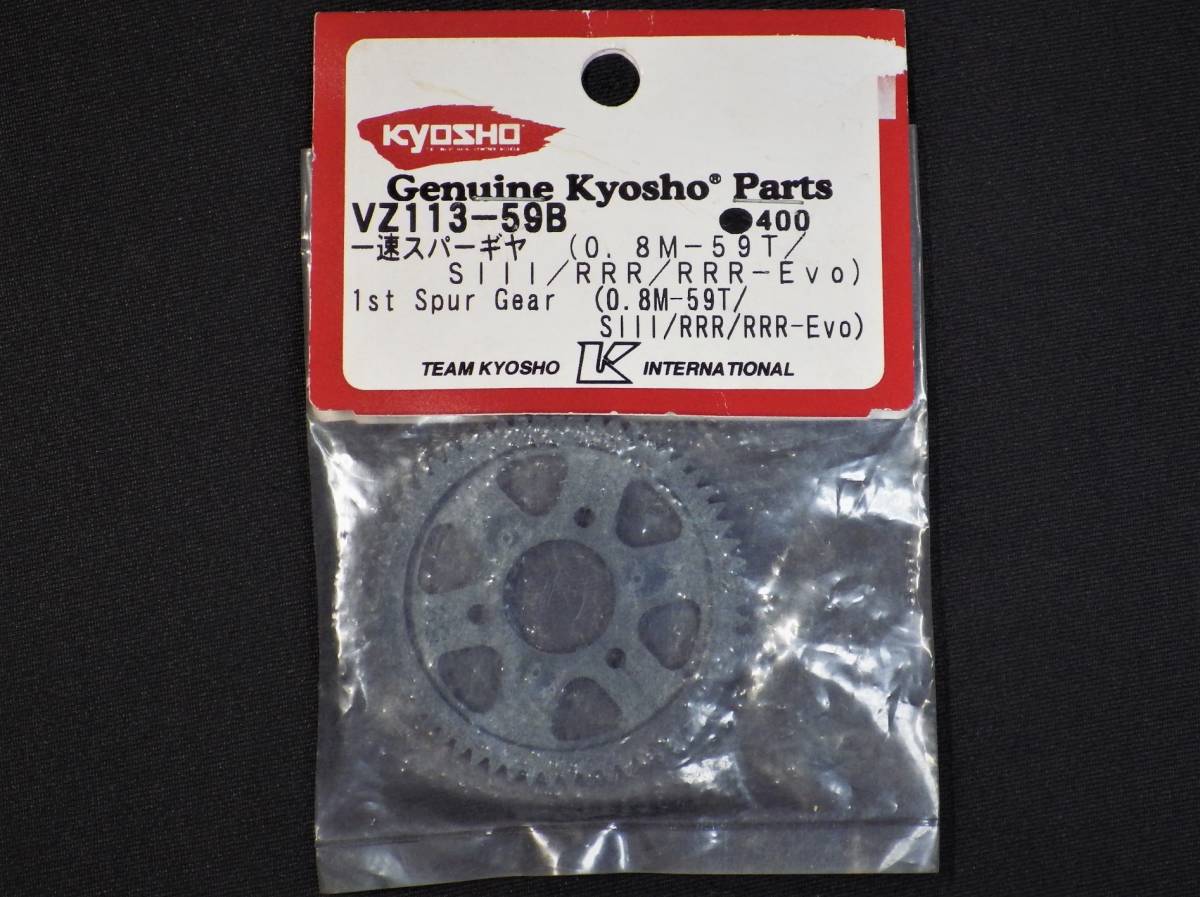 KYOSHO
Genuine Kyosho® Parts
VZ113-59B ●400
一速スパーギヤ (0.8M-59T/
SIII/RRR/RRR-Evo)
1st Spur Gear (0.8M-59T/
SIII/RRR/RRR-Evo)
TEAM KYOSHO K INTERNATIONAL